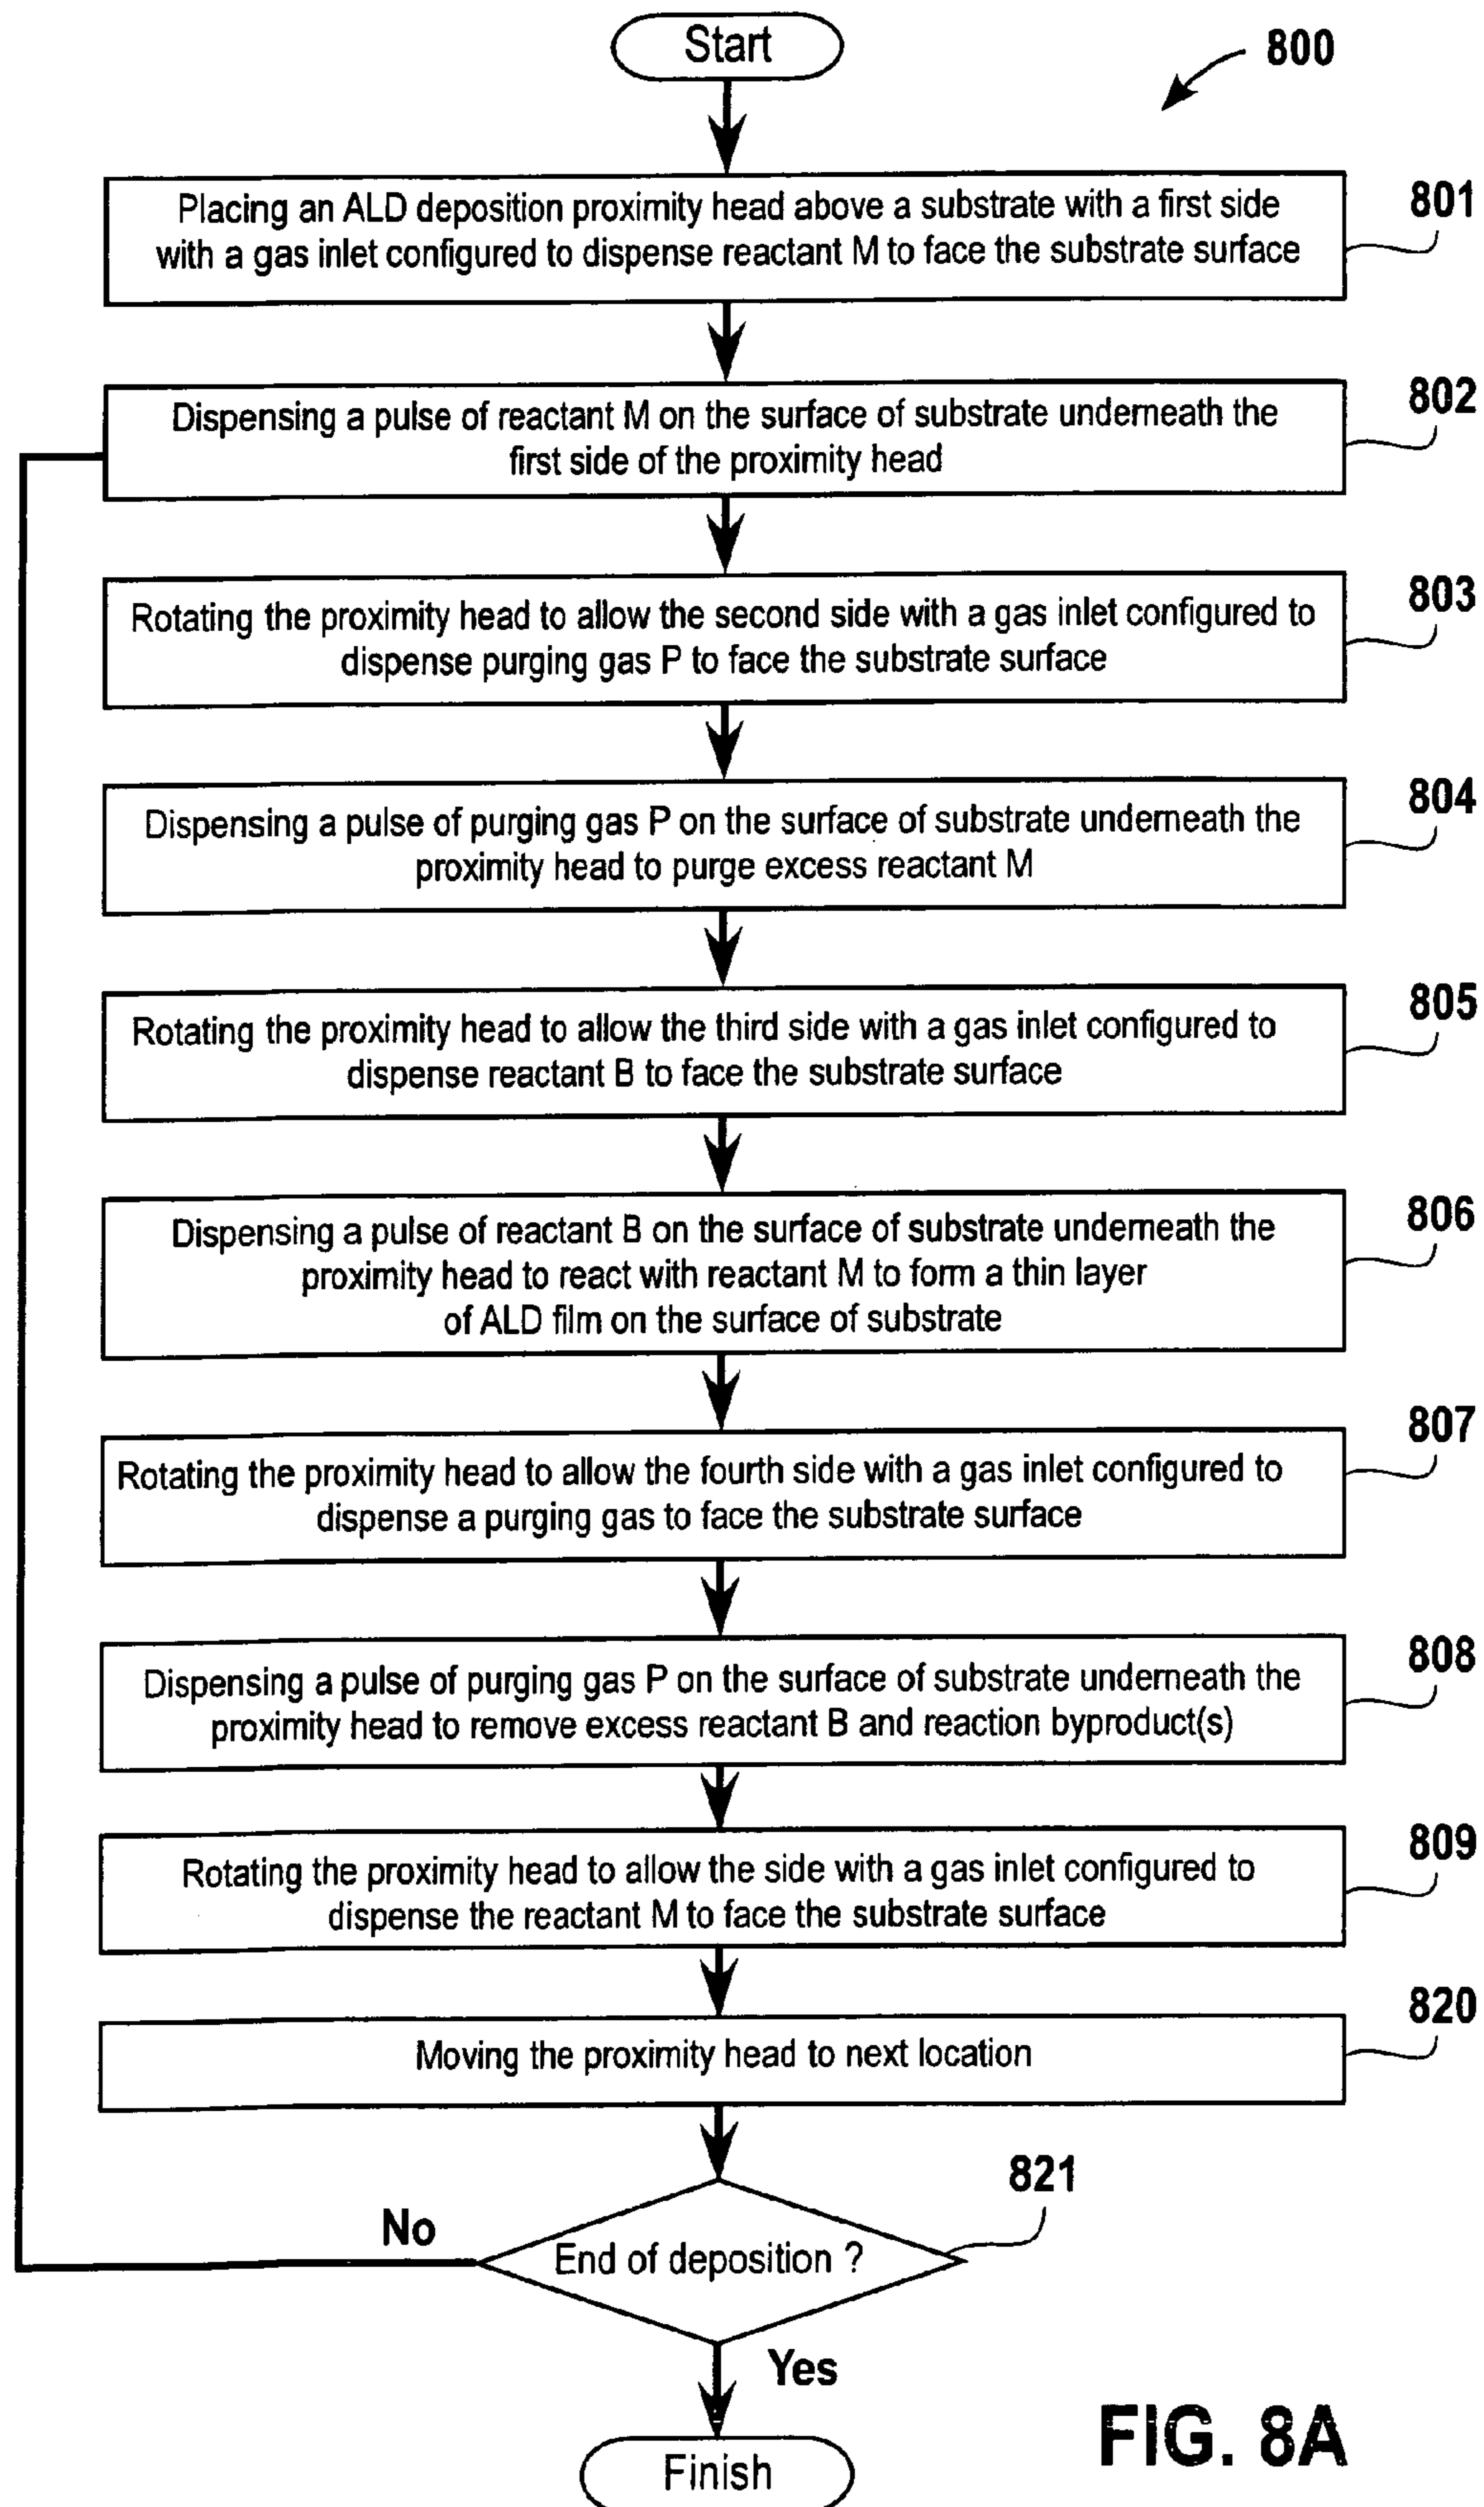 Start
800
Placing an ALD deposition proximity head above a substrate with a first side
with a gas inlet configured to dispense reactant M to face the substrate surface
801
Dispensing a pulse of reactant M on the surface of substrate underneath the
first side of the proximity head
802
Rotating the proximity head to allow the second side with a gas inlet configured to
dispense purging gas P to face the substrate surface
803
Dispensing a pulse of purging gas P on the surface of substrate underneath the
proximity head to purge excess reactant M
804
Rotating the proximity head to allow the third side with a gas inlet configured to
dispense reactant B to face the substrate surface
805
Dispensing a pulse of reactant B on the surface of substrate underneath the
proximity head to react with reactant M to form a thin layer
of ALD film on the surface of substrate
806
Rotating the proximity head to allow the fourth side with a gas inlet configured to
dispense a purging gas to face the substrate surface
807
Dispensing a pulse of purging gas P on the surface of substrate underneath the
proximity head to remove excess reactant B and reaction byproduct(s)
808
Rotating the proximity head to allow the side with a gas inlet configured to
dispense the reactant M to face the substrate surface
809
Moving the proximity head to next location
820
End of deposition ?
821
No
Yes
Finish
FIG. 8A